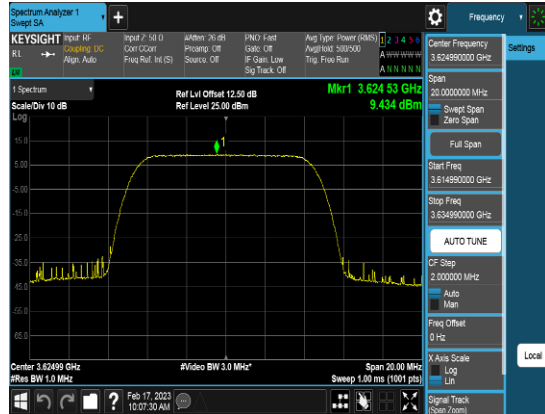 Spectrum Analyzer 1
Swept SA
+
Frequency
KEYSIGHT
RL
Input: RF
Coupling: DC
Align: Auto
Input Z: 50 Ω
Corr CCorr
Freq Ref: Int (S)
#Atten: 26 dB
Preamp: Off
Source: Off
PNO: Fast
Gate: Off
IF Gain: Low
Sig Track: Off
Avg Type: Power (RMS)
Avg|Hold: 500/500
Trig: Free Run
1 2 3 4 5 6
A W W W W W
A N N N N N
1 Spectrum
Scale/Div 10 dB
Log
Ref Lvl Offset 12.50 dB
Ref Level 25.00 dBm
Mkr1 3.624 53 GHz
9.434 dBm
1
15.0
5.00
-5.00
-15.0
-25.0
-35.0
-45.0
-55.0
-65.0
Center 3.62499 GHz
#Res BW 1.0 MHz
#Video BW 3.0 MHz*
Span 20.00 MHz
Sweep 1.00 ms (1001 pts)
Feb 17, 2023
10:07:30 AM
?
Center Frequency
3.624990000 GHz
Span
20.0000000 MHz
Swept Span
Zero Span
Full Span
Start Freq
3.614990000 GHz
Stop Freq
3.634990000 GHz
AUTO TUNE
CF Step
2.000000 MHz
Auto
Man
Freq Offset
0 Hz
X Axis Scale
Log
Lin
Signal Track
(Span Zoom)
Settings
Local